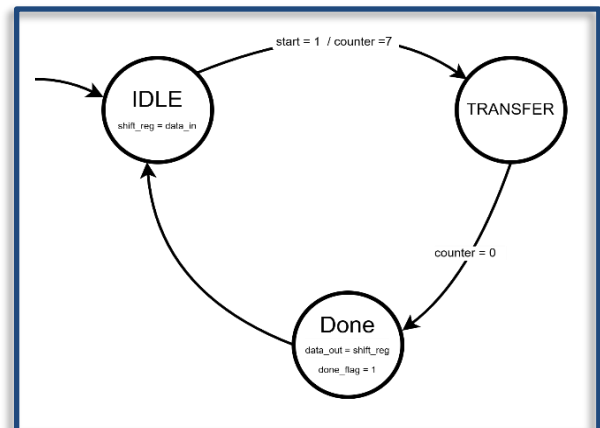 start = 1 / counter =7
IDLE
shift_reg = data_in
TRANSFER
counter = 0
Done
data_out = shift_reg
done_flag = 1